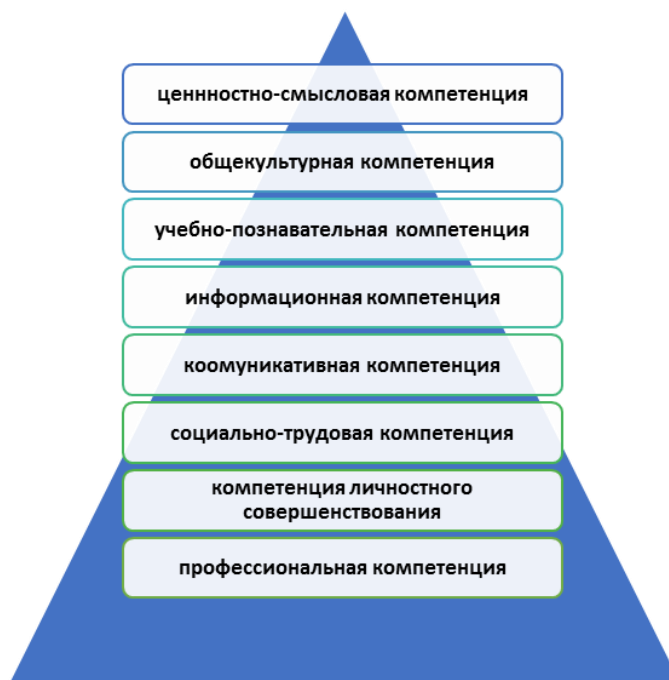 ценнностно-смысловая компетенция
общекультурная компетенция
учебно-познавательная компетенция
информационная компетенция
коомуникативная компетенция
социально-трудовая компетенция
компетенция личностного
совершенствования
профессиональная компетенция